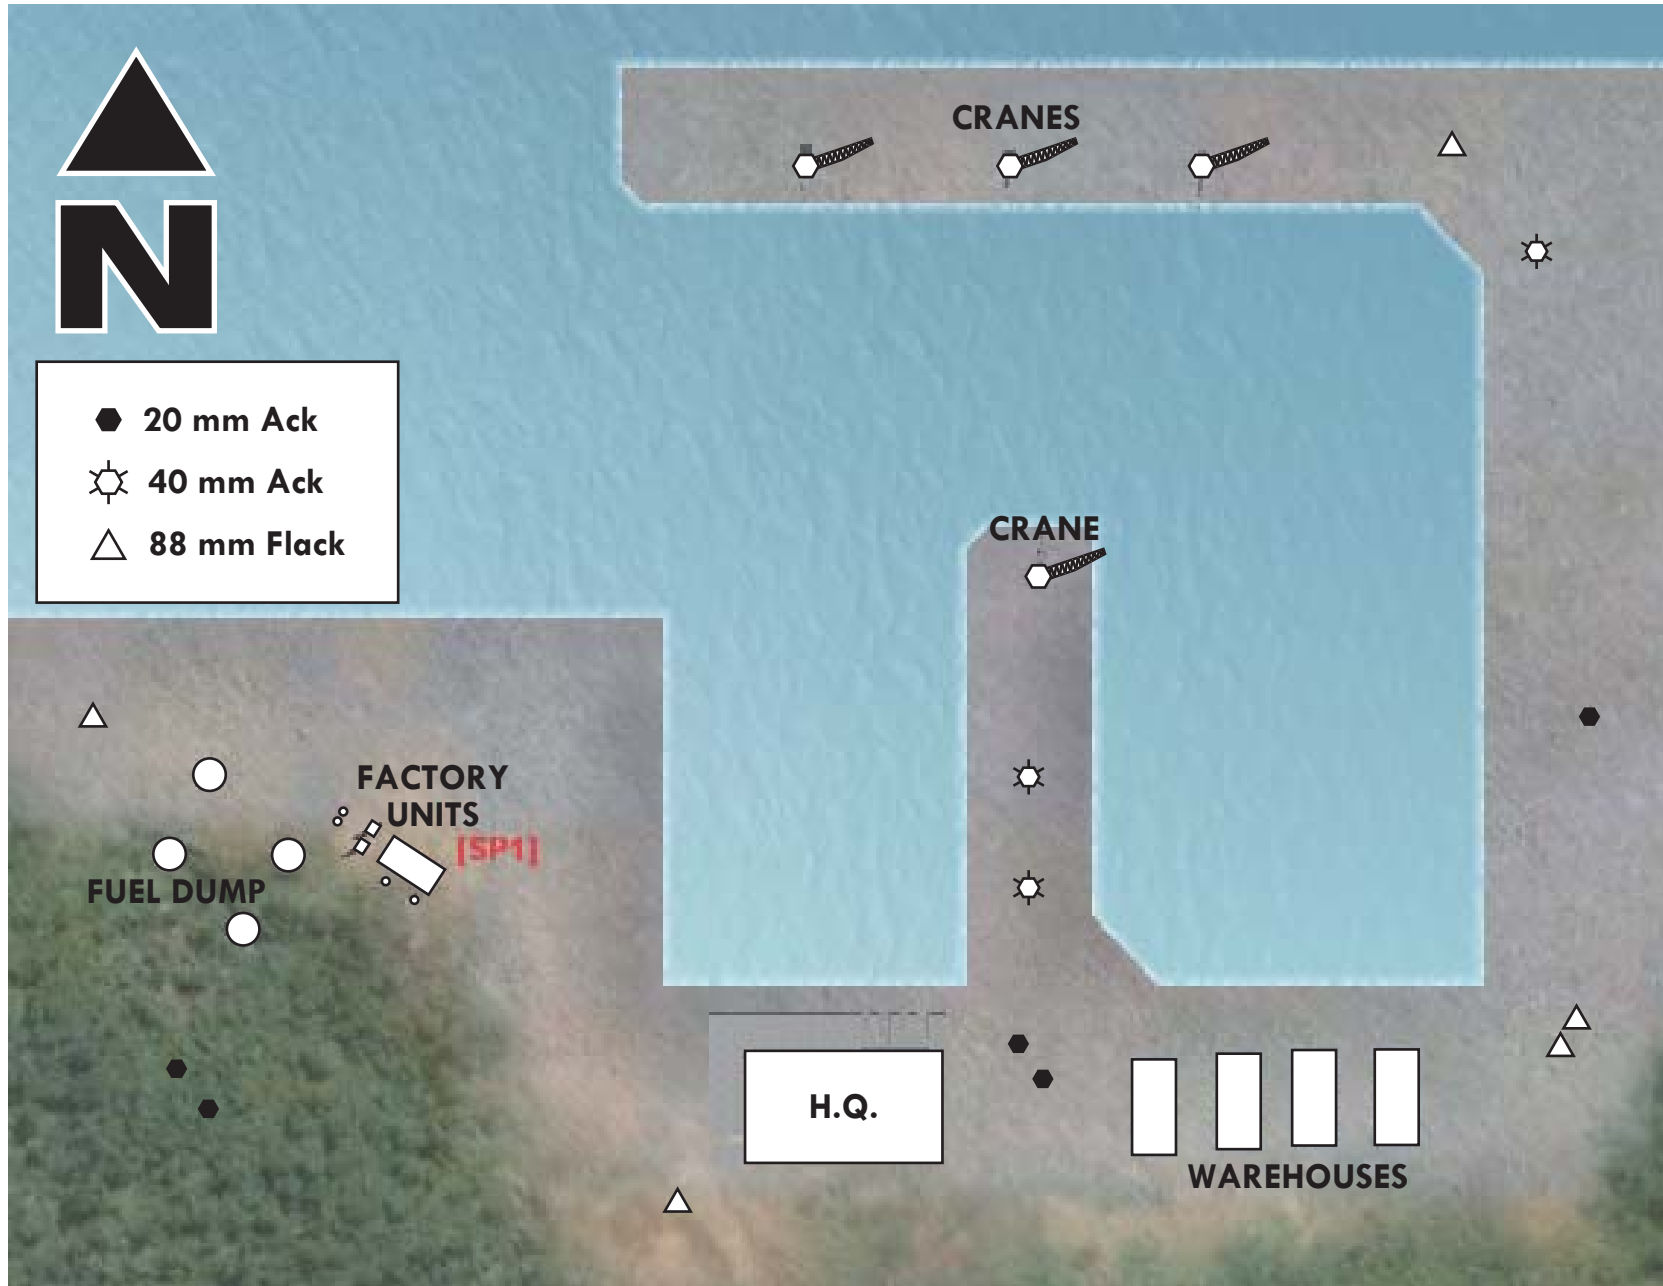 CRANES
N
20 mm Ack
40 mm Ack
88 mm Flack
CRANE
FACTORY
UNITS
[SP1]
FUEL DUMP
H.Q.
WAREHOUSES